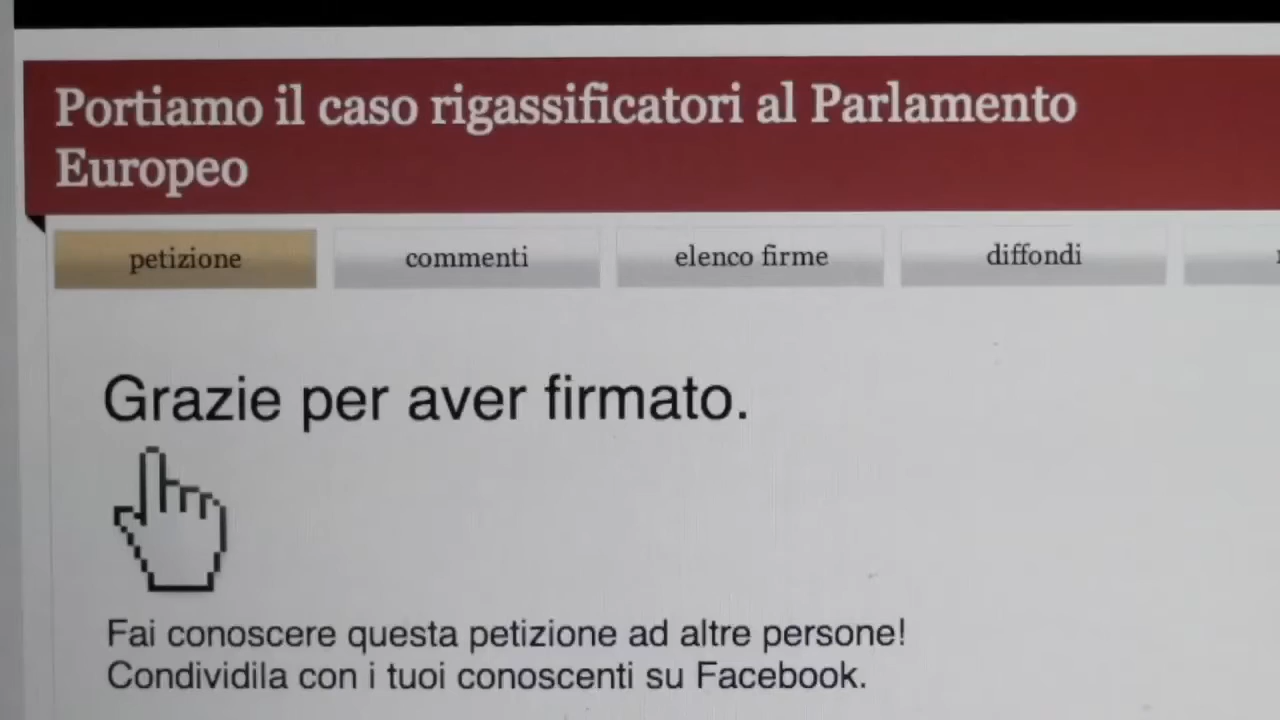 Portiamo il caso rigassificatori al Parlamento
Europeo
petizione
commenti
elenco firme
diffondi
Grazie per aver firmato.
Fai conoscere questa petizione ad altre persone!
Condividila con i tuoi conoscenti su Facebook.